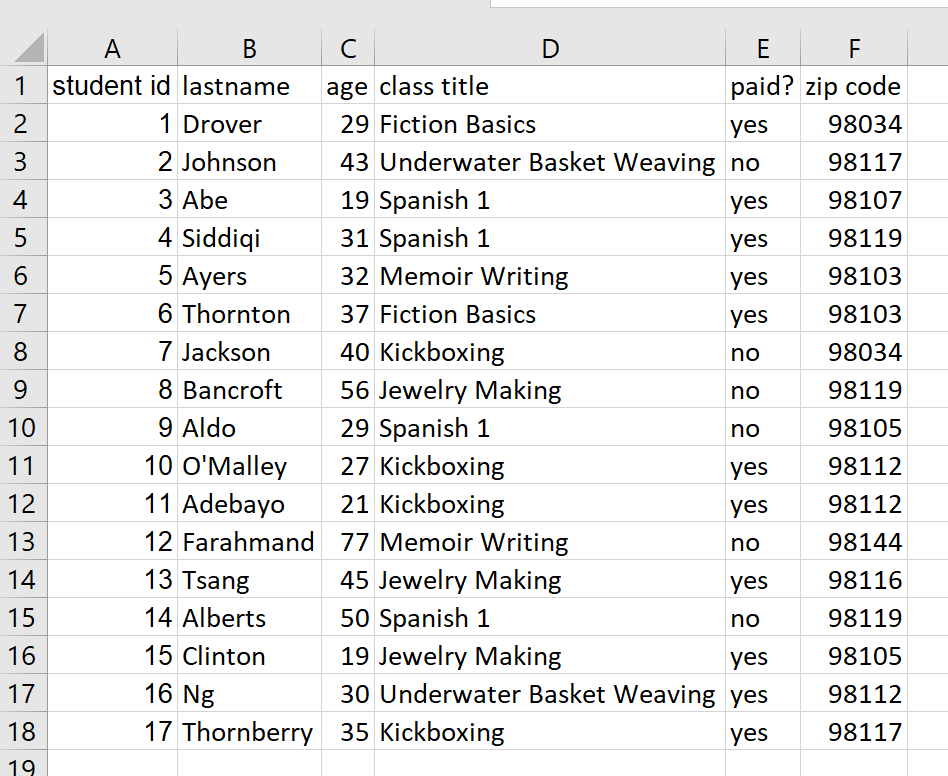 A B C D E F
1 student id lastname age class title paid? zip code
2 1 Drover 29 Fiction Basics yes 98034
3 2 Johnson 43 Underwater Basket Weaving no 98117
4 3 Abe 19 Spanish 1 yes 98107
5 4 Siddiqi 31 Spanish 1 yes 98119
6 5 Ayers 32 Memoir Writing yes 98103
7 6 Thornton 37 Fiction Basics yes 98103
8 7 Jackson 40 Kickboxing no 98034
9 8 Bancroft 56 Jewelry Making no 98119
10 9 Aldo 29 Spanish 1 no 98105
11 10 O'Malley 27 Kickboxing yes 98112
12 11 Adebayo 21 Kickboxing yes 98112
13 12 Farahmand 77 Memoir Writing no 98144
14 13 Tsang 45 Jewelry Making yes 98116
15 14 Alberts 50 Spanish 1 no 98119
16 15 Clinton 19 Jewelry Making yes 98105
17 16 Ng 30 Underwater Basket Weaving yes 98112
18 17 Thornberry 35 Kickboxing yes 98117
19